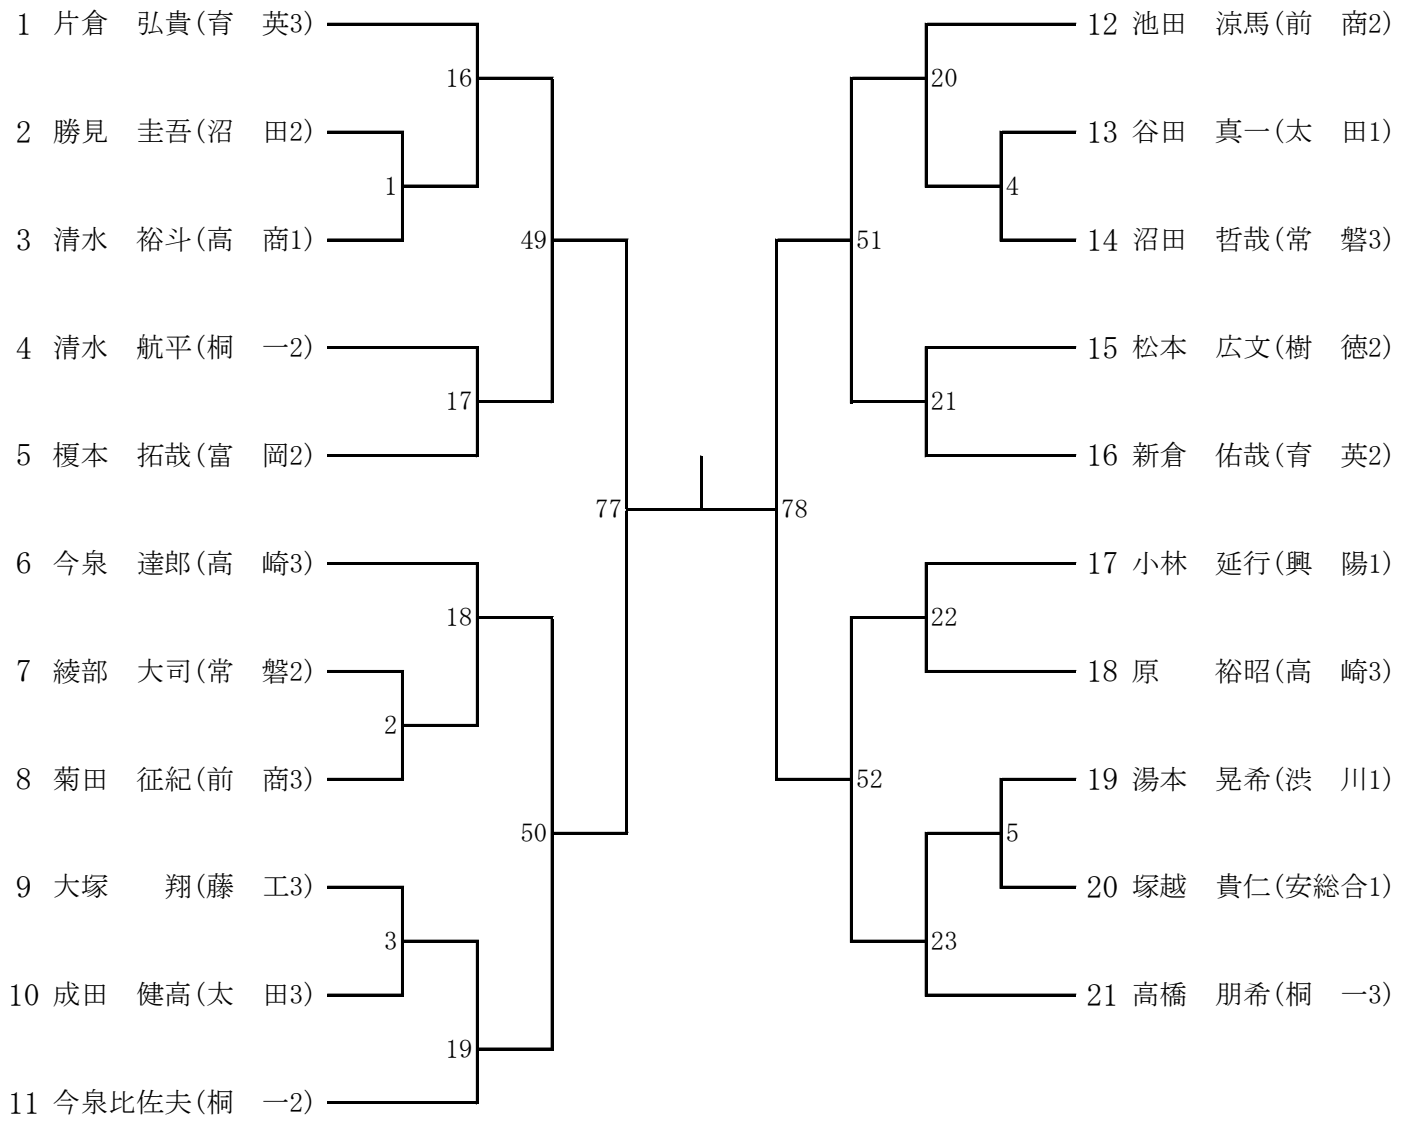 1 片倉　弘貴(育　英3)
16
2 勝見　圭吾(沼　田2)
1
3 清水　裕斗(高　商1)
49
4 清水　航平(桐　一2)
17
5 榎本　拓哉(富　岡2)
77
6 今泉　達郎(高　崎3)
18
7 綾部　大司(常　磐2)
2
8 菊田　征紀(前　商3)
50
9 大塚　　翔(藤　工3)
3
10 成田　健高(太　田3)
19
11 今泉比佐夫(桐　一2)
12 池田　涼馬(前　商2)
20
13 谷田　真一(太　田1)
4
14 沼田　哲哉(常　磐3)
51
15 松本　広文(樹　徳2)
21
16 新倉　佑哉(育　英2)
78
17 小林　延行(興　陽1)
22
18 原　　裕昭(高　崎3)
52
19 湯本　晃希(渋　川1)
5
20 塚越　貴仁(安総合1)
23
21 高橋　朋希(桐　一3)